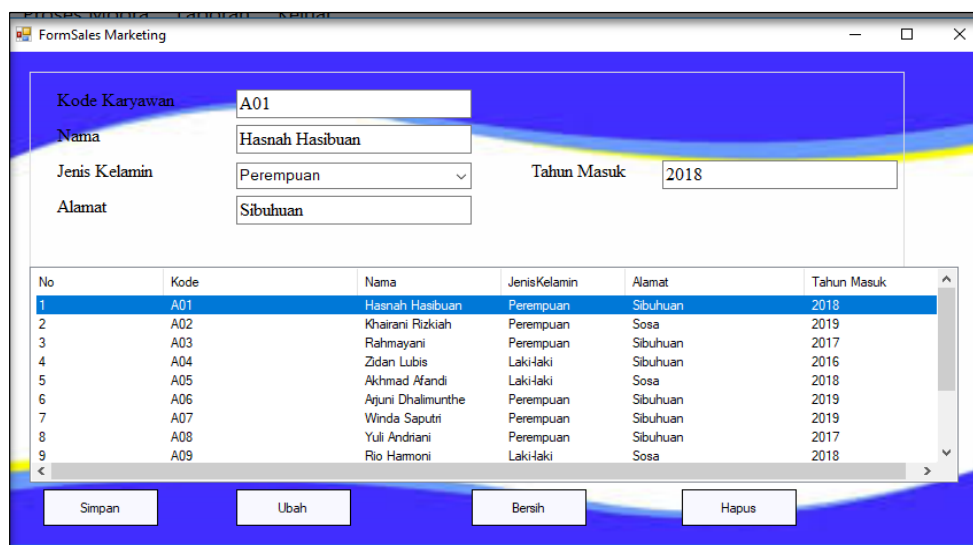 Proses Moora Laporan Keluar
FormSales Marketing
Kode Karyawan A01
Nama Hasnah Hasibuan
Jenis Kelamin Perempuan Tahun Masuk 2018
Alamat Sibuhuan
No Kode Nama JenisKelamin Alamat Tahun Masuk
1 A01 Hasnah Hasibuan Perempuan Sibuhuan 2018
2 A02 Khairani Rizkiah Perempuan Sosa 2019
3 A03 Rahmayani Perempuan Sibuhuan 2017
4 A04 Zidan Lubis Laki-laki Sibuhuan 2016
5 A05 Akhmad Afandi Laki-laki Sosa 2018
6 A06 Arjuni Dhalimunthe Perempuan Sibuhuan 2019
7 A07 Winda Saputri Perempuan Sibuhuan 2019
8 A08 Yuli Andriani Perempuan Sibuhuan 2017
9 A09 Rio Harmoni Laki-laki Sosa 2018
Simpan Ubah Bersih Hapus